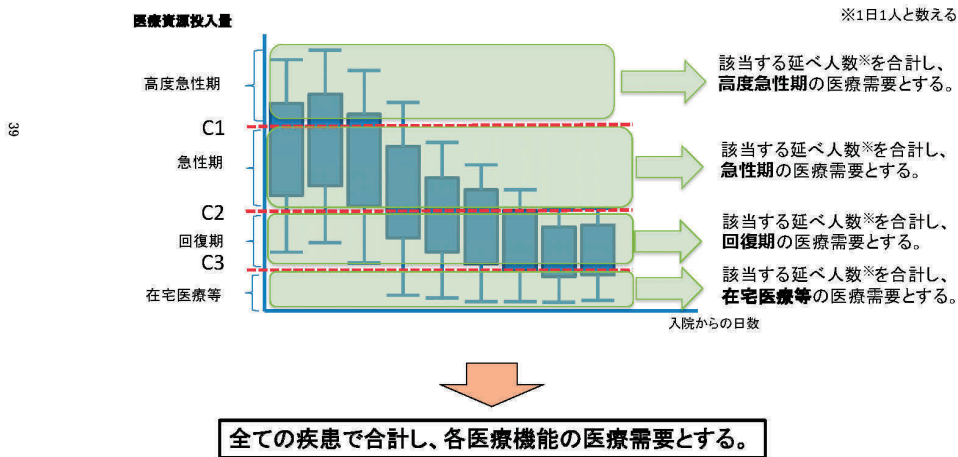 医療資源投入量
※1日1人と数える
高度急性期
C1
急性期
C2
回復期
C3
在宅医療等
該当する延べ人数※を合計し、
高度急性期の医療需要とする。
該当する延べ人数※を合計し、
急性期の医療需要とする。
該当する延べ人数※を合計し、
回復期の医療需要とする。
該当する延べ人数※を合計し、
在宅医療等の医療需要とする。
入院からの日数
全ての疾患で合計し、各医療機能の医療需要とする。
39